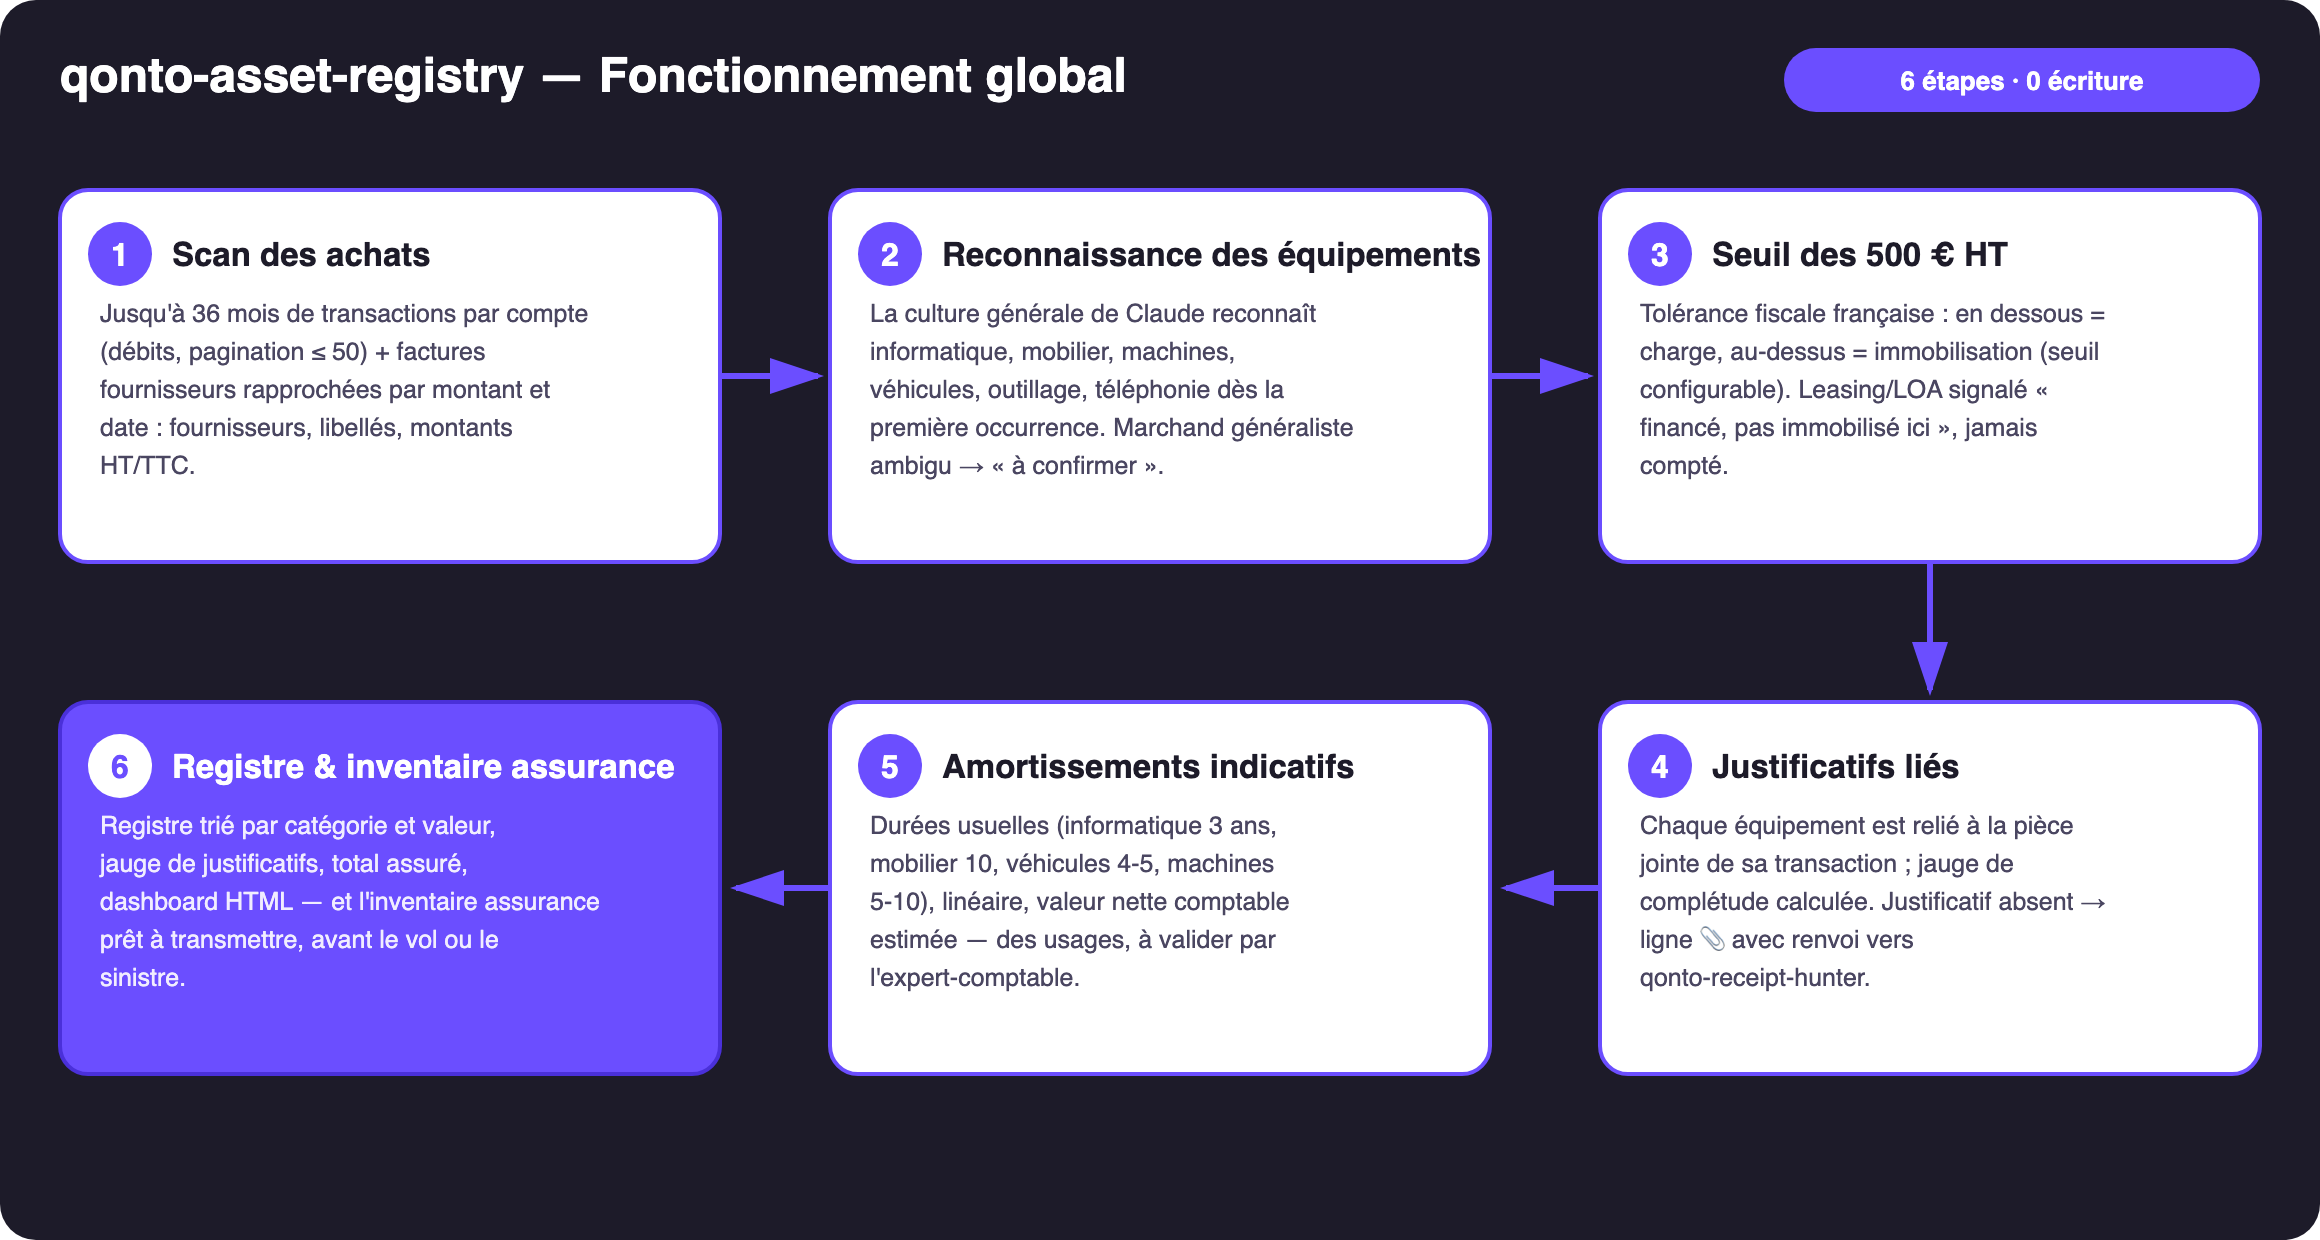 qonto-asset-registry — Fonctionnement global
6 étapes · 0 écriture
1 Scan des achats
Jusqu'à 36 mois de transactions par compte
(débits, pagination ≤ 50) + factures
fournisseurs rapprochées par montant et
date : fournisseurs, libellés, montants
HT/TTC.
2 Reconnaissance des équipements
La culture générale de Claude reconnaît
informatique, mobilier, machines,
véhicules, outillage, téléphonie dès la
première occurrence. Marchand généraliste
ambigu → « à confirmer ».
3 Seuil des 500 € HT
Tolérance fiscale française : en dessous =
charge, au-dessus = immobilisation (seuil
configurable). Leasing/LOA signalé «
financé, pas immobilisé ici », jamais
compté.
4 Justificatifs liés
Chaque équipement est relié à la pièce
jointe de sa transaction ; jauge de
complétude calculée. Justificatif absent →
ligne 📎 avec renvoi vers
qonto-receipt-hunter.
5 Amortissements indicatifs
Durées usuelles (informatique 3 ans,
mobilier 10, véhicules 4-5, machines
5-10), linéaire, valeur nette comptable
estimée — des usages, à valider par
l'expert-comptable.
6 Registre & inventaire assurance
Registre trié par catégorie et valeur,
jauge de justificatifs, total assuré,
dashboard HTML — et l'inventaire assurance
prêt à transmettre, avant le vol ou le
sinistre.